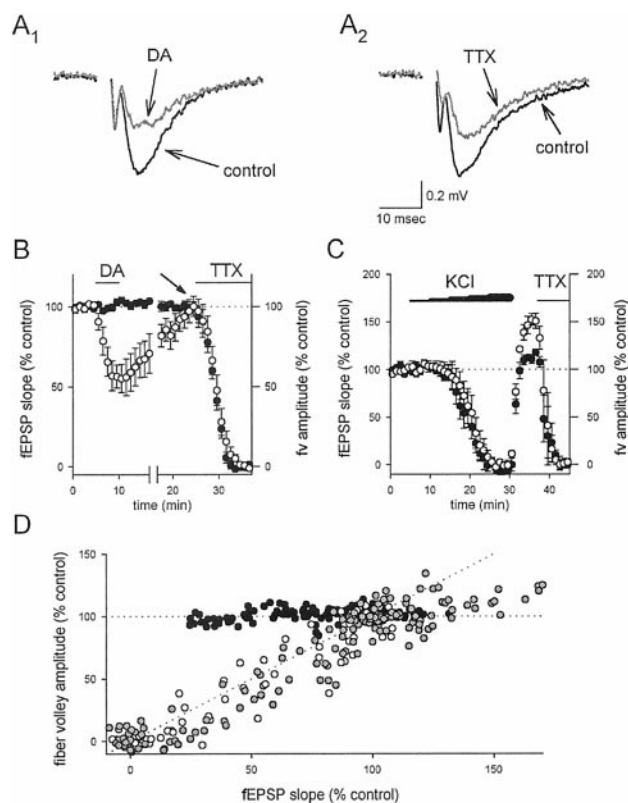 A1
A2
DA
control
TTX
control
0.2 mV
10 msec
B
DA
TTX
fEPSP slope (% control)
100
50
0
100
50
0
fv amplitude (% control)
0
10
20
30
time (min)
C
KCl
TTX
fEPSP slope (% control)
200
150
100
50
0
200
150
100
50
0
fv amplitude (% control)
0
10
20
30
40
time (min)
D
fiber volley amplitude (% control)
150
100
50
0
0
50
100
150
fEPSP slope (% control)